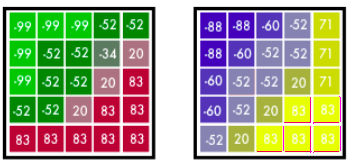 -99 -99 -99 -52 -52
-99 -52 -52 -34 20
-99 -52 -52 20 83
-52 -52 20 83 83
83 83 83 83 83
-88 -88 -60 -52 71
-88 -60 -52 20 71
-60 -52 -52 20 71
-60 -52 20 83 83
-52 20 83 83 83